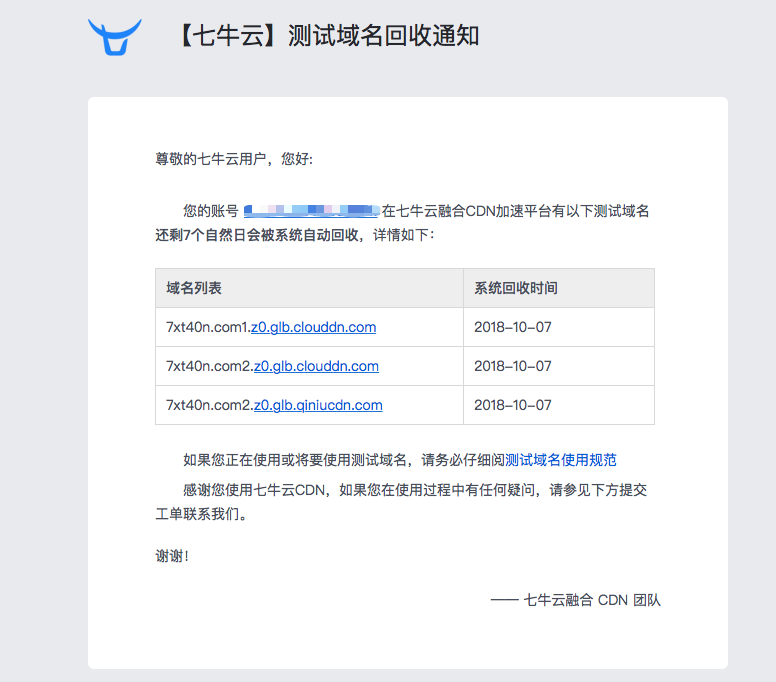 【七牛云】测试域名回收通知
尊敬的七牛云用户，您好:
您的账号 在七牛云融合CDN加速平台有以下测试域名
还剩7个自然日会被系统自动回收，详情如下：
域名列表 系统回收时间
7xt40n.com1.z0.glb.clouddn.com 2018-10-07
7xt40n.com2.z0.glb.clouddn.com 2018-10-07
7xt40n.com2.z0.glb.qiniucdn.com 2018-10-07
如果您正在使用或将要使用测试域名，请务必仔细阅测试域名使用规范
感谢您使用七牛云CDN，如果您在使用过程中有任何疑问，请参见下方提交
工单联系我们。
谢谢！
—— 七牛云融合 CDN 团队